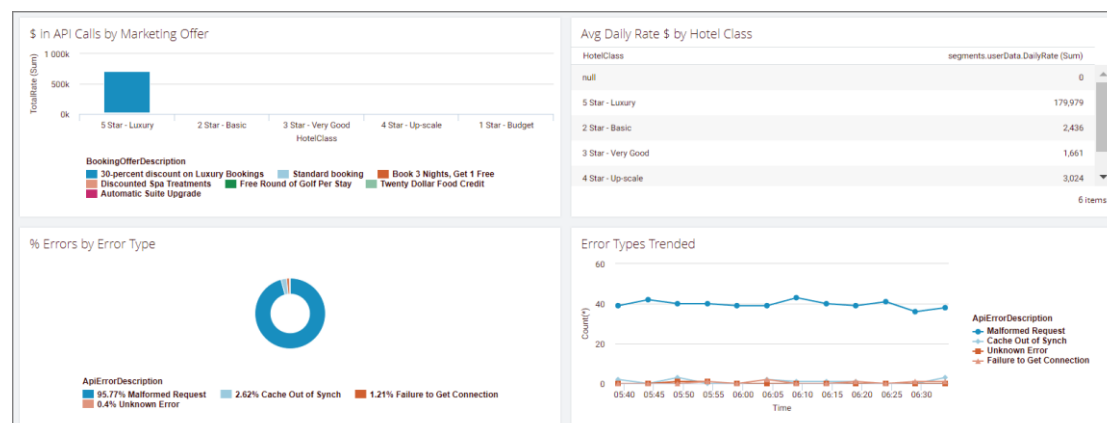 $ in API Calls by Marketing Offer
1 000k
500k
0k
TotalRate (Sum)
5 Star - Luxury 2 Star - Basic 3 Star - Very Good 4 Star - Up-scale 1 Star - Budget
HotelClass
BookingOfferDescription
30-percent discount on Luxury Bookings Standard booking Book 3 Nights, Get 1 Free
Discounted Spa Treatments Free Round of Golf Per Stay Twenty Dollar Food Credit
Automatic Suite Upgrade
Avg Daily Rate $ by Hotel Class
HotelClass segments.userData.DailyRate (Sum)
null 0
5 Star - Luxury 179,979
2 Star - Basic 2,436
3 Star - Very Good 1,661
4 Star - Up-scale 3,024
6 items
% Errors by Error Type
ApiErrorDescription
95.77% Malformed Request 2.62% Cache Out of Synch 1.21% Failure to Get Connection
0.4% Unknown Error
Error Types Trended
60
40
20
0
Count(*)
05:40 05:45 05:50 05:55 06:00 06:05 06:10 06:15 06:20 06:25 06:30
Time
ApiErrorDescription
Malformed Request
Cache Out of Synch
Unknown Error
Failure to Get Connection